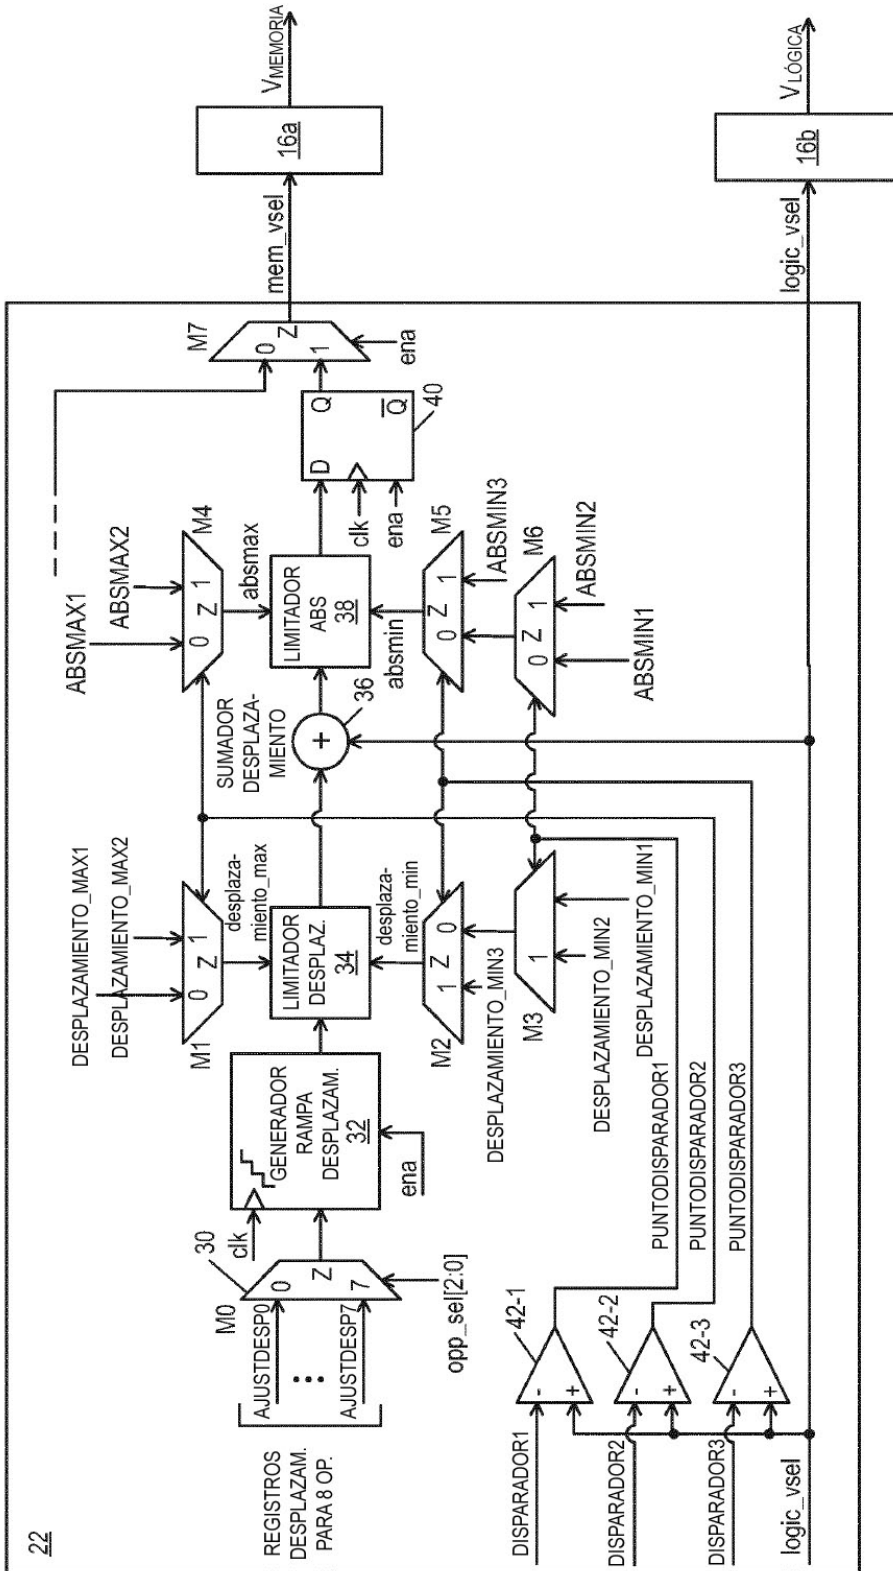 22
REGISTROS
DESPLAZAM.
PARA 8 OP.
AJUSTDESP0
AJUSTDESP7
M0
30
0
Z
7
opp_sel[2:0]
clk
GENERADOR
RAMPA
DESPLAZAM.
32
ena
DESPLAZAMIENTO_MAX1
DESPLAZAMIENTO_MAX2
M1
0 Z 1
desplaza-
miento_max
LIMITADOR
DESPLAZ.
34
desplaza-
miento_min
M2
1 Z 0
DESPLAZAMIENTO_MIN3
M3
1
DESPLAZAMIENTO_MIN2
DESPLAZAMIENTO_MIN1
SUMADOR
DESPLAZA-
MIENTO
+
36
ABSMAX1
ABSMAX2
M4
0 Z 1
absmax
LIMITADOR
ABS
38
absmin
M5
0 Z 1
ABSMIN3
M6
0 Z 1
ABSMIN2
ABSMIN1
D
Q
Q
clk
ena
40
M7
0
Z
1
ena
mem_vsel
16a
VMEMORIA
DISPARADOR1
-
+
42-1
PUNTODISPARADOR1
DISPARADOR2
-
+
42-2
PUNTODISPARADOR2
DISPARADOR3
-
+
42-3
PUNTODISPARADOR3
logic_vsel
logic_vsel
16b
VLÓGICA